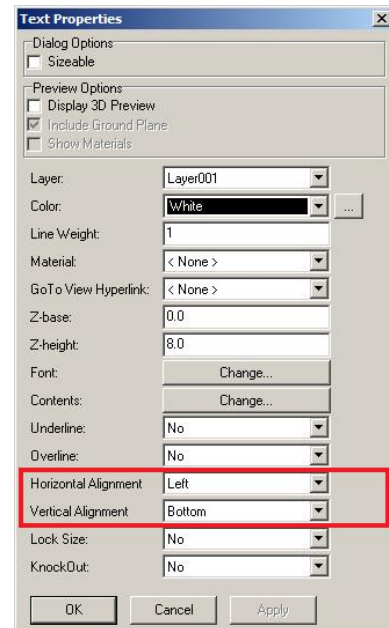 Text Properties
Dialog Options
Sizeable
Preview Options
Display 3D Preview
Include Ground Plane
Show Materials
Layer: Layer001
Color: White ...
Line Weight: 1
Material: < None >
GoTo View Hyperlink: < None >
Z-base: 0.0
Z-height: 8.0
Font: Change...
Contents: Change...
Underline: No
Overline: No
Horizontal Alignment Left
Vertical Alignment Bottom
Lock Size: No
KnockOut: No
OK Cancel Apply